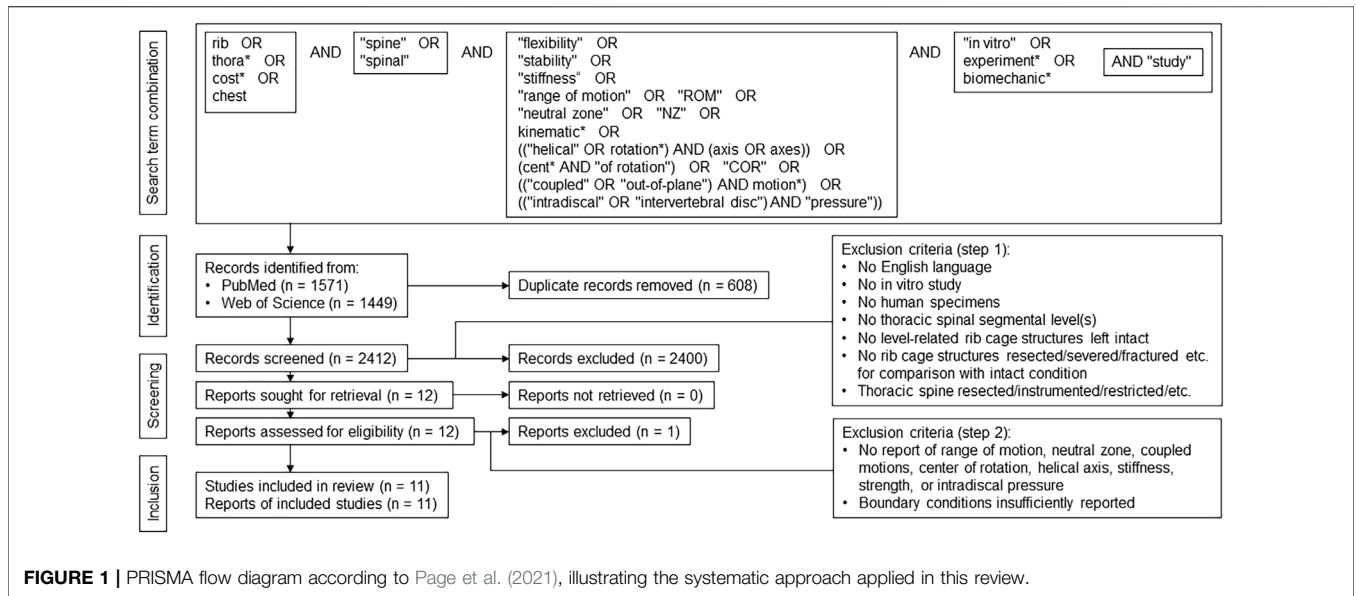 Search term combination
rib OR
thora* OR
cost* OR
chest
AND
"spine" OR
"spinal"
AND
"flexibility" OR
"stability" OR
"stiffness" OR
"range of motion" OR "ROM" OR
"neutral zone" OR "NZ" OR
kinematic* OR
(("helical" OR rotation*) AND (axis OR axes)) OR
(cent* AND "of rotation") OR "COR" OR
(("coupled" OR "out-of-plane") AND motion*) OR
(("intradiscal" OR "intervertebral disc") AND "pressure"))
AND
"in vitro" OR
experiment* OR
biomechanic*
AND "study"
Identification
Records identified from:
• PubMed (n = 1571)
• Web of Science (n = 1449)
Duplicate records removed (n = 608)
Exclusion criteria (step 1):
• No English language
• No in vitro study
• No human specimens
• No thoracic spinal segmental level(s)
• No level-related rib cage structures left intact
• No rib cage structures resected/severed/fractured etc.
for comparison with intact condition
• Thoracic spine resected/instrumented/restricted/etc.
Screening
Records screened (n = 2412)
Records excluded (n = 2400)
Reports sought for retrieval (n = 12)
Reports not retrieved (n = 0)
Reports assessed for eligibility (n = 12)
Reports excluded (n = 1)
Exclusion criteria (step 2):
• No report of range of motion, neutral zone, coupled
motions, center of rotation, helical axis, stiffness,
strength, or intradiscal pressure
• Boundary conditions insufficiently reported
Inclusion
Studies included in review (n = 11)
Reports of included studies (n = 11)
FIGURE 1 | PRISMA flow diagram according to Page et al. (2021), illustrating the systematic approach applied in this review.